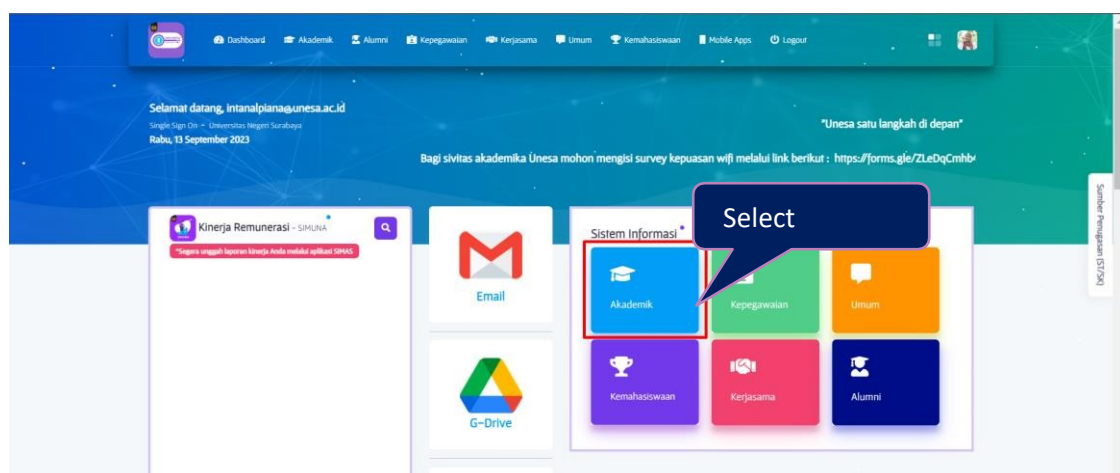 Dashboard Akademik Alumni Kepegawaian Kerjasama Umum Kemahasiswaan Mobile Apps Logout
Selamat datang, intanalpiana@unesa.ac.id
Single Sign On - Universitas Negeri Surabaya
Rabu, 13 September 2023
"Unesa satu langkah di depan"
Bagi sivitas akademika Unesa mohon mengisi survey kepuasan wifi melalui link berikut : https://forms.gle/ZLeDqCmhb
Sumber Penugasan (ST/SK)
Kinerja Remunerasi - SIMUNA
*Segera unggah laporan kinerja Anda melalui aplikasi SIMAS
Email
G-Drive
Sistem Informasi
Select
Akademik
Kepegawaian
Umum
Kemahasiswaan
Kerjasama
Alumni